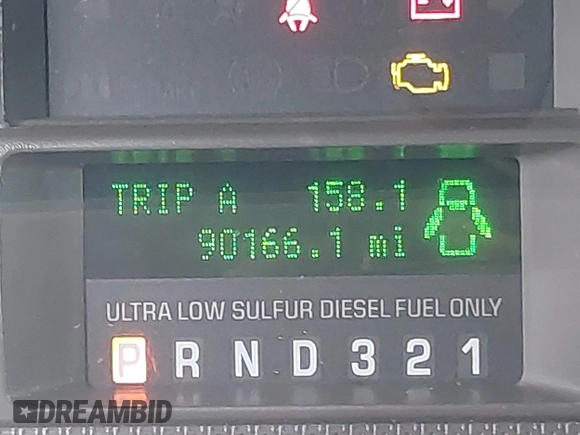 TRIP A 158.1
90166.1 mi
ULTRA LOW SULFUR DIESEL FUEL ONLY
P R N D 3 2 1
DREAMBID